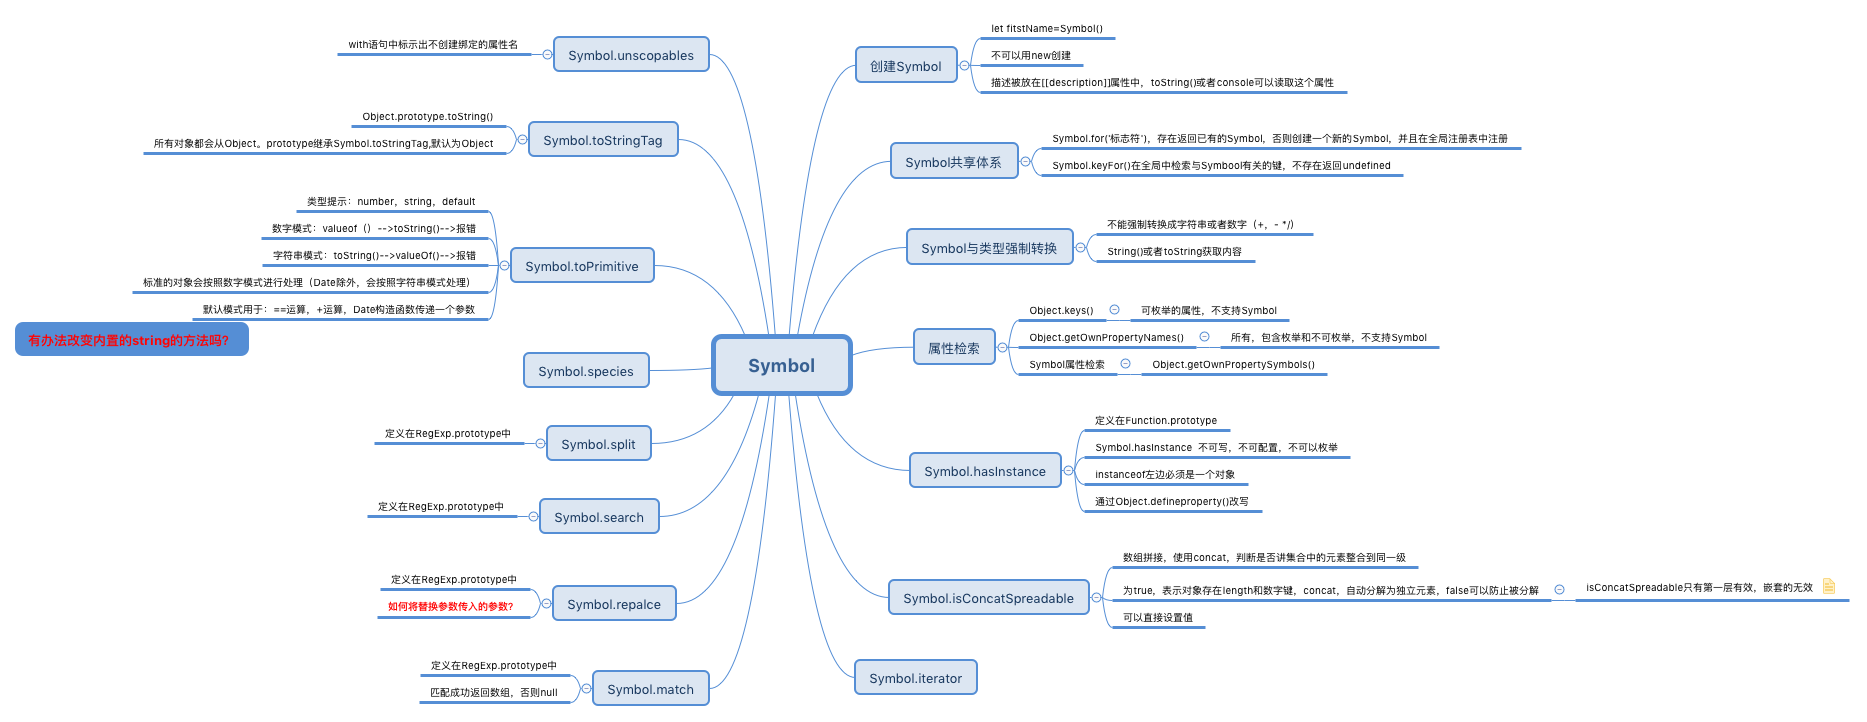 Symbol
创建Symbol
let fitstName=Symbol()
不可以用new创建
描述被放在[[description]]属性中，toString()或者console可以读取这个属性
Symbol共享体系
Symbol.for('标志符')，存在返回已有的Symbol，否则创建一个新的Symbol，并且在全局注册表中注册
Symbol.keyFor()在全局中检索与Symbool有关的键，不存在返回undefined
Symbol与类型强制转换
不能强制转换成字符串或者数字（+，- */)
String()或者toString获取内容
属性检索
Object.keys()
可枚举的属性，不支持Symbol
Object.getOwnPropertyNames()
所有，包含枚举和不可枚举，不支持Symbol
Symbol属性检索
Object.getOwnPropertySymbols()
Symbol.hasInstance
定义在Function.prototype
Symbol.hasInstance 不可写，不可配置，不可以枚举
instanceof左边必须是一个对象
通过Object.defineproperty()改写
Symbol.isConcatSpreadable
数组拼接，使用concat，判断是否讲集合中的元素整合到同一级
为true，表示对象存在length和数字键，concat，自动分解为独立元素，false可以防止被分解
isConcatSpreadable只有第一层有效，嵌套的无效
可以直接设置值
Symbol.iterator
Symbol.unscopables
with语句中标示出不创建绑定的属性名
Symbol.toStringTag
Object.prototype.toString()
所有对象都会从Object。prototype继承Symbol.toStringTag,默认为Object
Symbol.toPrimitive
类型提示：number，string，default
数字模式：valueof（）-->toString()-->报错
字符串模式：toString()-->valueOf()-->报错
标准的对象会按照数字模式进行处理（Date除外，会按照字符串模式处理）
默认模式用于：==运算，+运算，Date构造函数传递一个参数
有办法改变内置的string的方法吗?
Symbol.species
Symbol.split
定义在RegExp.prototype中
Symbol.search
定义在RegExp.prototype中
Symbol.repalce
定义在RegExp.prototype中
如何将替换参数传入的参数?
Symbol.match
定义在RegExp.prototype中
匹配成功返回数组，否则null